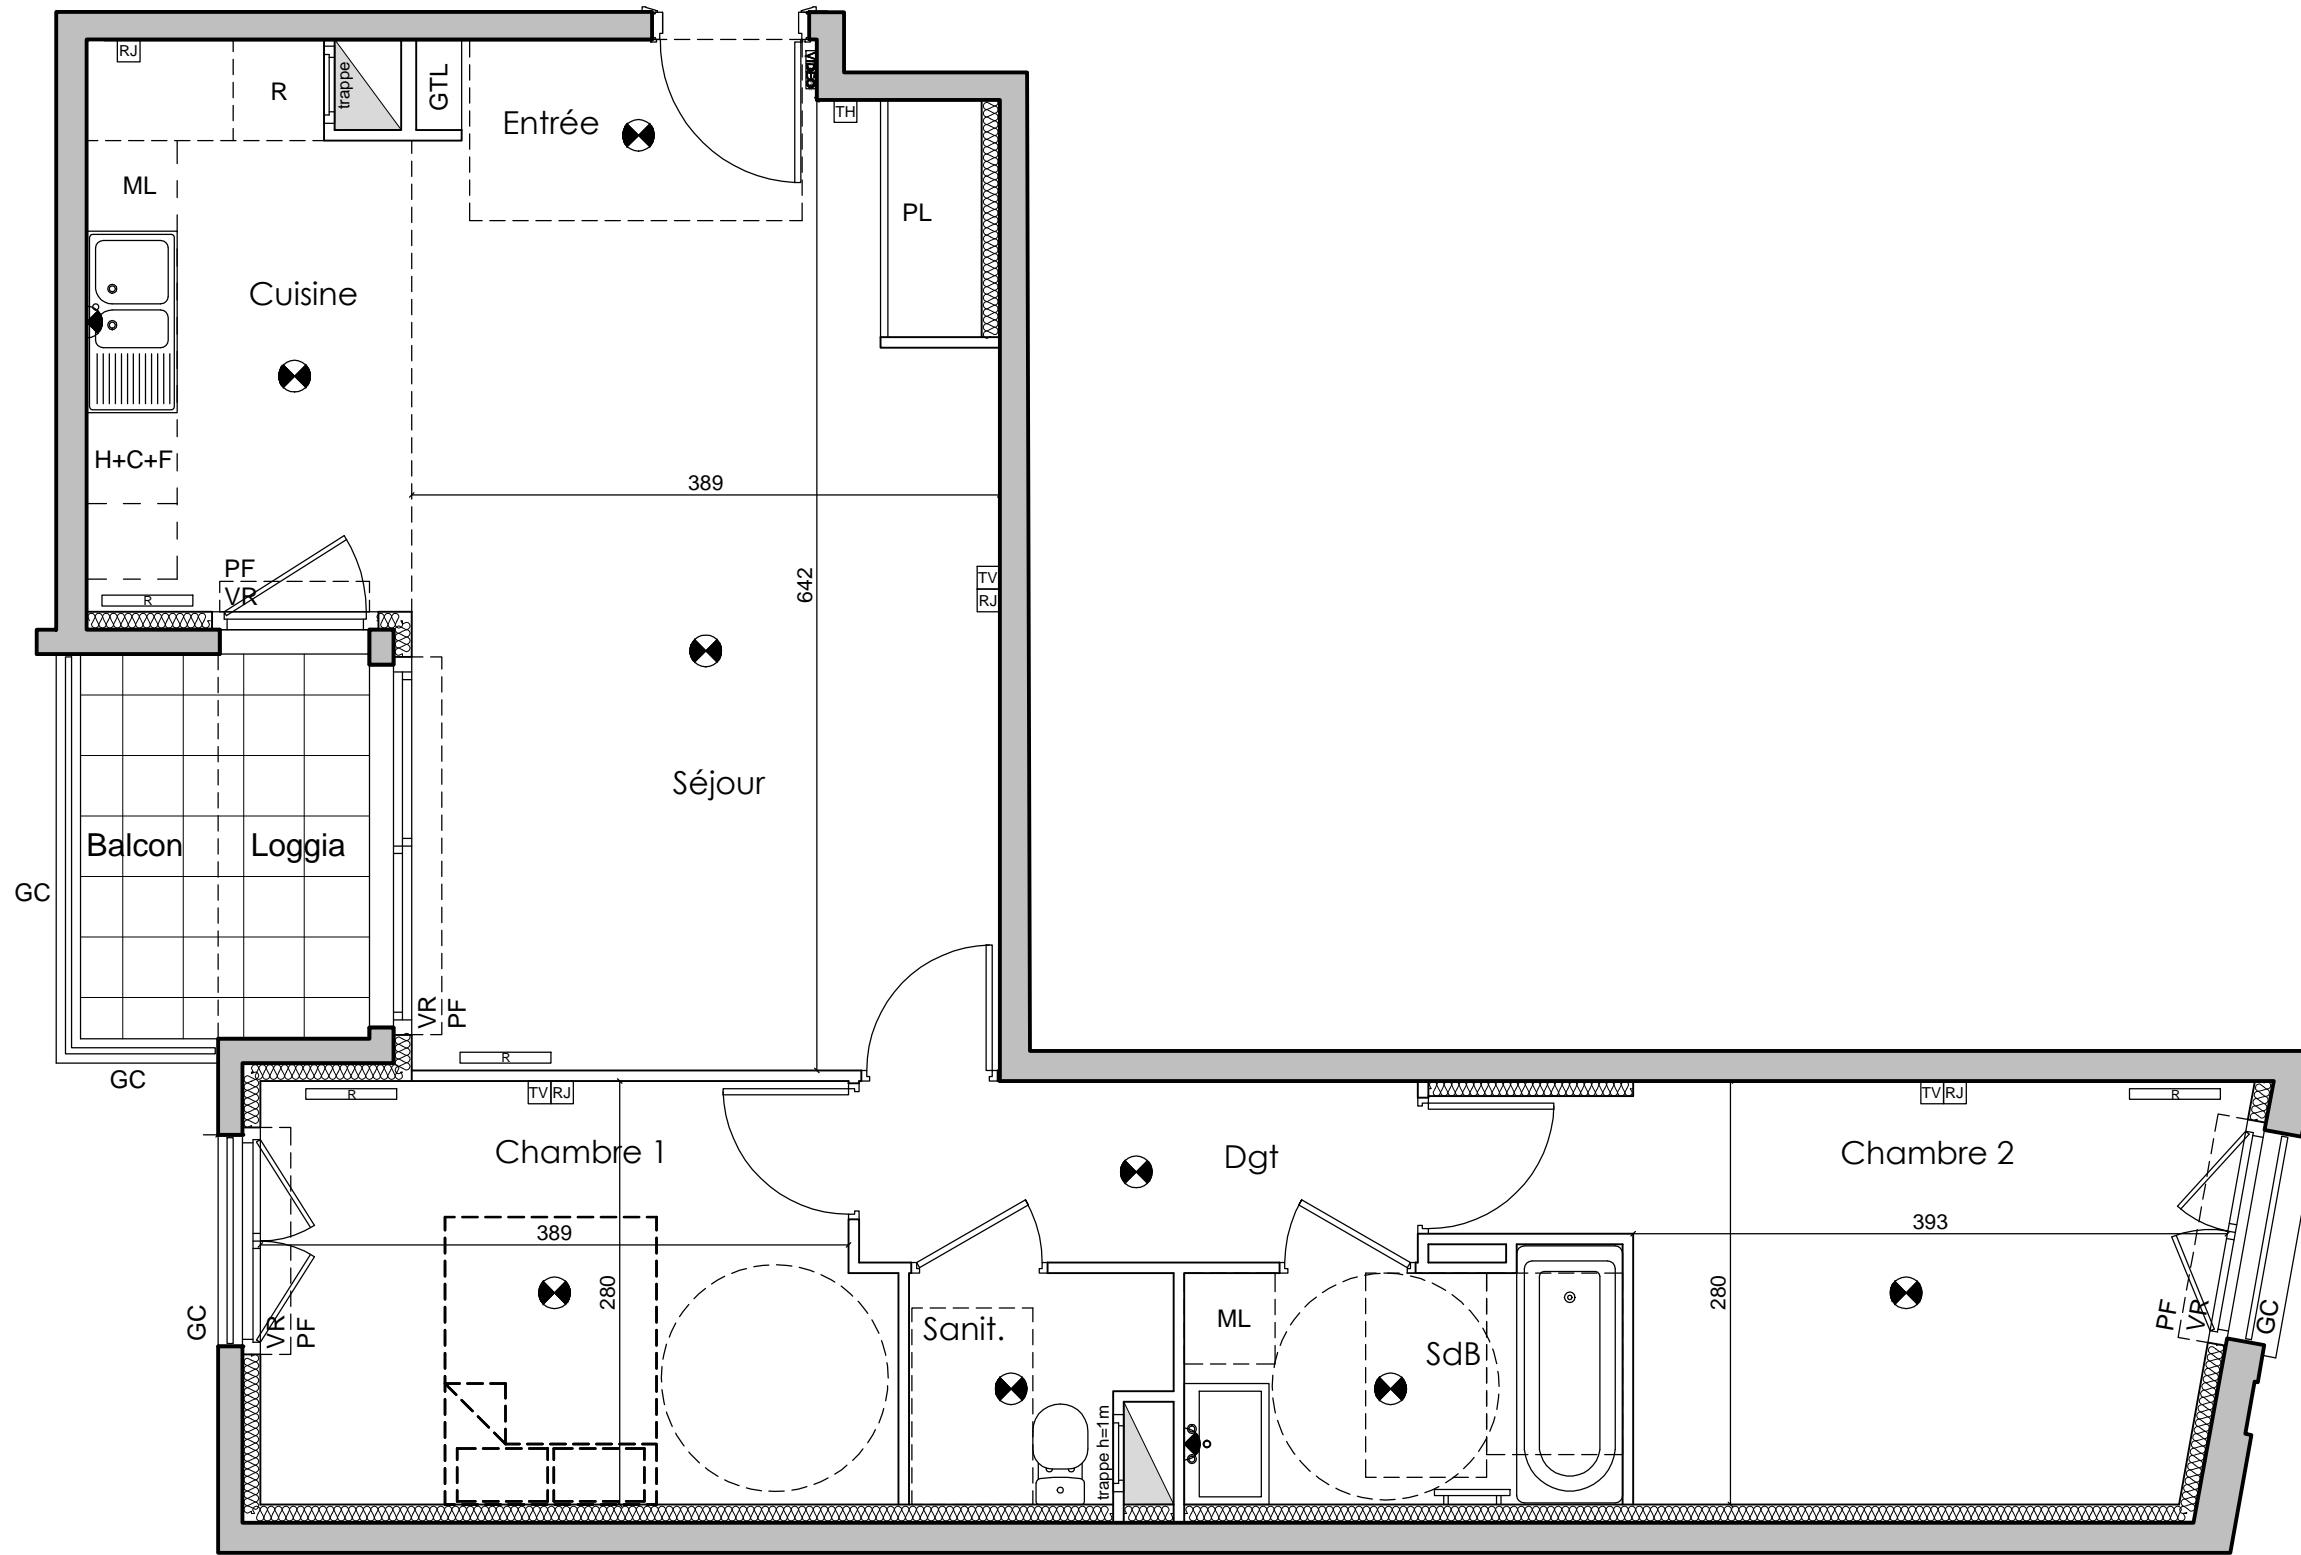 RJ
R
trappe
GTL
Entrée
VIDEO
TH
ML
PL
Cuisine
H+C+F
389
642
PF
VR
R
TV
RJ
Séjour
Balcon
Loggia
GC
VR
PF
GC
R
R
TV RJ
TV RJ
R
Chambre 1
Dgt
Chambre 2
389
393
280
280
GC
VR
PF
Sanit.
ML
SdB
PF
VR
GC
trappe h=1m